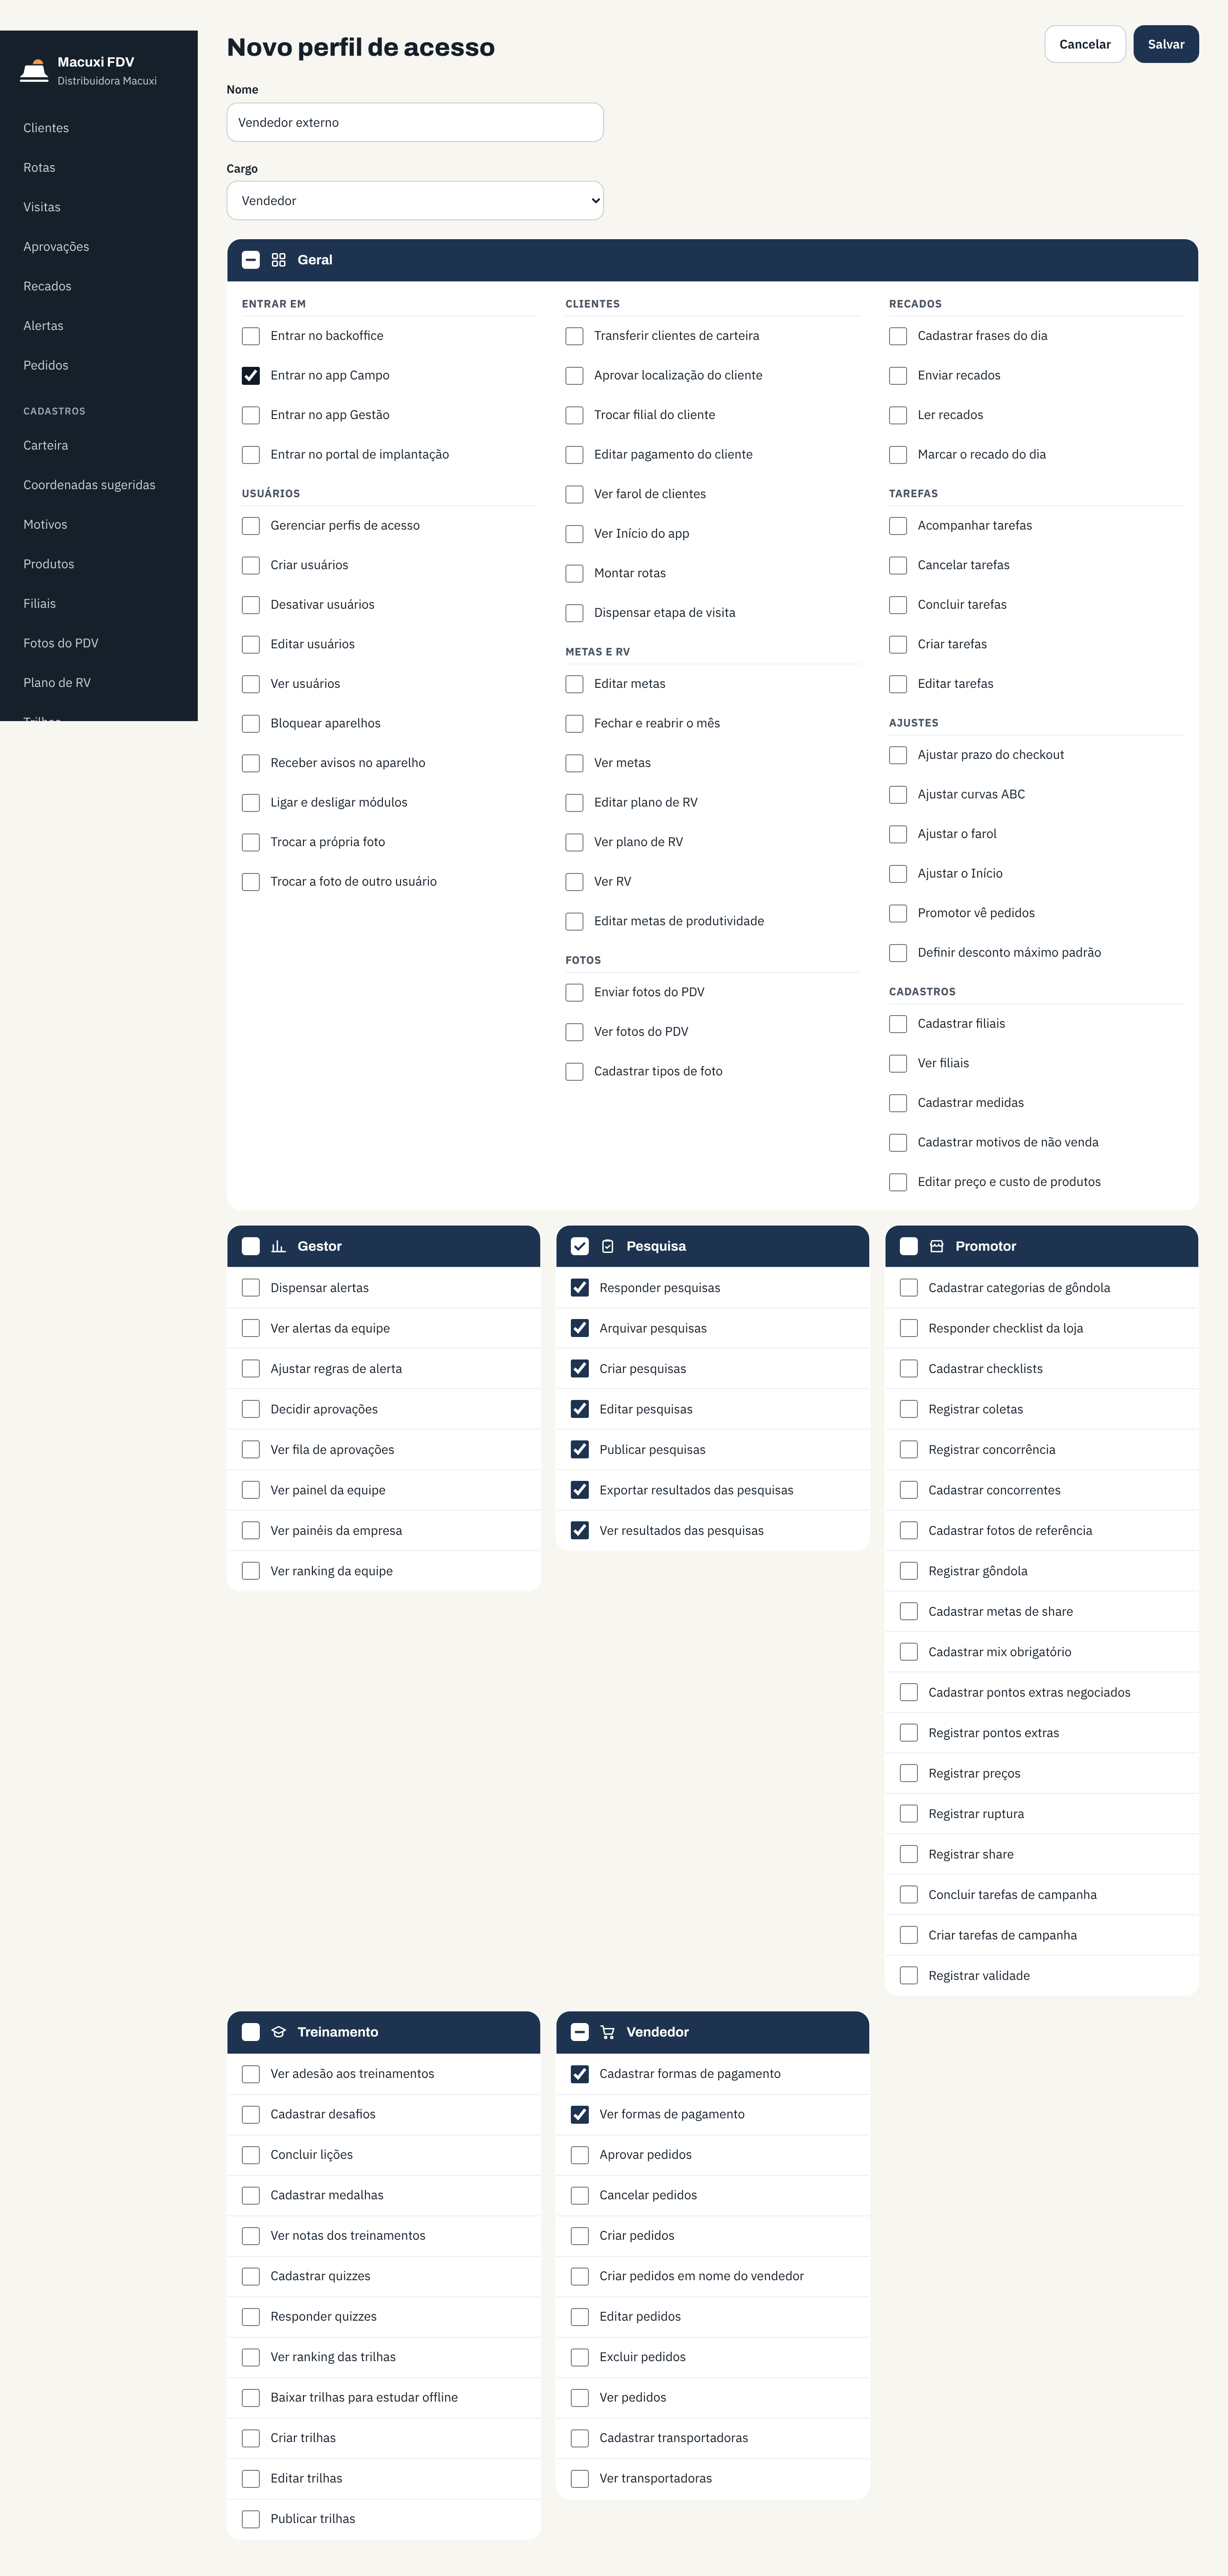 Macuxi FDV
Distribuidora Macuxi
Clientes
Rotas
Visitas
Aprovações
Recados
Alertas
Pedidos
CADASTROS
Carteira
Coordenadas sugeridas
Motivos
Produtos
Filiais
Fotos do PDV
Plano de RV
Novo perfil de acesso
Cancelar
Salvar
Nome
Vendedor externo
Cargo
Vendedor
Geral
ENTRAR EM
Entrar no backoffice
Entrar no app Campo
Entrar no app Gestão
Entrar no portal de implantação
USUÁRIOS
Gerenciar perfis de acesso
Criar usuários
Desativar usuários
Editar usuários
Ver usuários
Bloquear aparelhos
Receber avisos no aparelho
Ligar e desligar módulos
Trocar a própria foto
Trocar a foto de outro usuário
CLIENTES
Transferir clientes de carteira
Aprovar localização do cliente
Trocar filial do cliente
Editar pagamento do cliente
Ver farol de clientes
Ver Início do app
Montar rotas
Dispensar etapa de visita
METAS E RV
Editar metas
Fechar e reabrir o mês
Ver metas
Editar plano de RV
Ver plano de RV
Ver RV
Editar metas de produtividade
FOTOS
Enviar fotos do PDV
Ver fotos do PDV
Cadastrar tipos de foto
RECADOS
Cadastrar frases do dia
Enviar recados
Ler recados
Marcar o recado do dia
TAREFAS
Acompanhar tarefas
Cancelar tarefas
Concluir tarefas
Criar tarefas
Editar tarefas
AJUSTES
Ajustar prazo do checkout
Ajustar curvas ABC
Ajustar o farol
Ajustar o Início
Promotor vê pedidos
Definir desconto máximo padrão
CADASTROS
Cadastrar filiais
Ver filiais
Cadastrar medidas
Cadastrar motivos de não venda
Editar preço e custo de produtos
Gestor
Dispensar alertas
Ver alertas da equipe
Ajustar regras de alerta
Decidir aprovações
Ver fila de aprovações
Ver painel da equipe
Ver painéis da empresa
Ver ranking da equipe
Pesquisa
Responder pesquisas
Arquivar pesquisas
Criar pesquisas
Editar pesquisas
Publicar pesquisas
Exportar resultados das pesquisas
Ver resultados das pesquisas
Promotor
Cadastrar categorias de gôndola
Responder checklist da loja
Cadastrar checklists
Registrar coletas
Registrar concorrência
Cadastrar concorrentes
Cadastrar fotos de referência
Registrar gôndola
Cadastrar metas de share
Cadastrar mix obrigatório
Cadastrar pontos extras negociados
Registrar pontos extras
Registrar preços
Registrar ruptura
Registrar share
Concluir tarefas de campanha
Criar tarefas de campanha
Registrar validade
Treinamento
Ver adesão aos treinamentos
Cadastrar desafios
Concluir lições
Cadastrar medalhas
Ver notas dos treinamentos
Cadastrar quizzes
Responder quizzes
Ver ranking das trilhas
Baixar trilhas para estudar offline
Criar trilhas
Editar trilhas
Publicar trilhas
Vendedor
Cadastrar formas de pagamento
Ver formas de pagamento
Aprovar pedidos
Cancelar pedidos
Criar pedidos
Criar pedidos em nome do vendedor
Editar pedidos
Excluir pedidos
Ver pedidos
Cadastrar transportadoras
Ver transportadoras